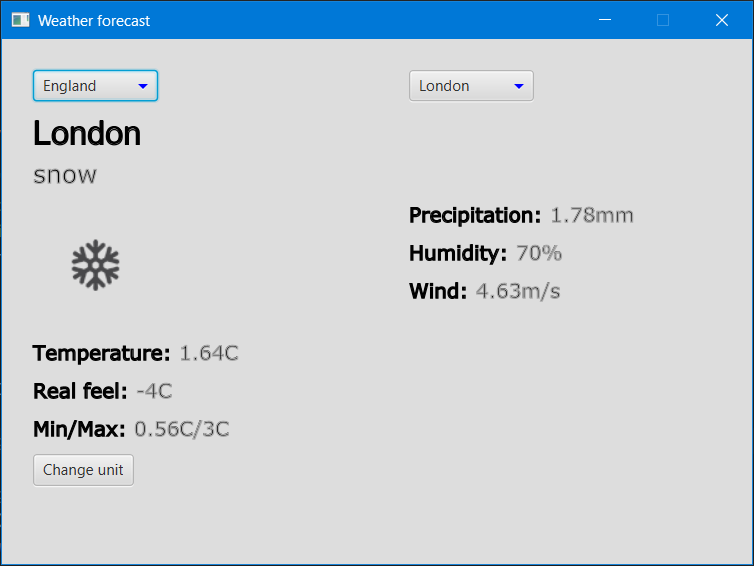 Weather forecast
England
London
London
snow
Precipitation: 1.78mm
Humidity: 70%
Wind: 4.63m/s
Temperature: 1.64C
Real feel: -4C
Min/Max: 0.56C/3C
Change unit